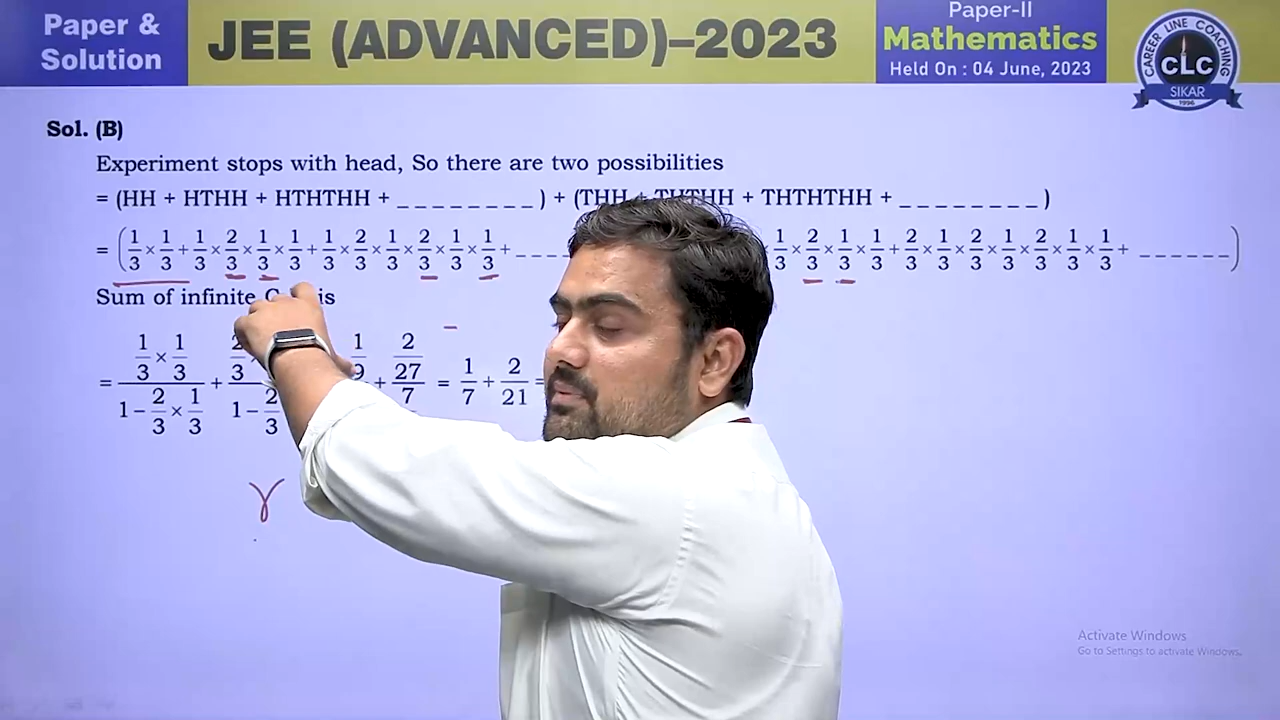 Paper &
Solution
JEE (ADVANCED)–2023
Paper-II
Mathematics
Held On : 04 June, 2023
CAREER LINE COACHING
CLC
SIKAR
1996
Sol. (B)
Experiment stops with head, So there are two possibilities
= (HH + HTHH + HTHTHH + _ _ _ _ _ _ _ _ ) + (THH + THTHH + THTHTHH + _ _ _ _ _ _ _ _ )
= (1/3×1/3+1/3×2/3×1/3×1/3+1/3×2/3×1/3×2/3×1/3×1/3+ ×1/3×2/3×1/3×1/3+2/3×1/3×2/3×1/3×2/3×1/3×1/3+ _ _ _ _ _ _)
Sum of infinite is
= (1/3 × 1/3)/(1 − 2/3 × 1/3) + + (2/27)/7 = 1/7 + 2/21 =
r
Activate Windows
Go to Settings to activate Windows.